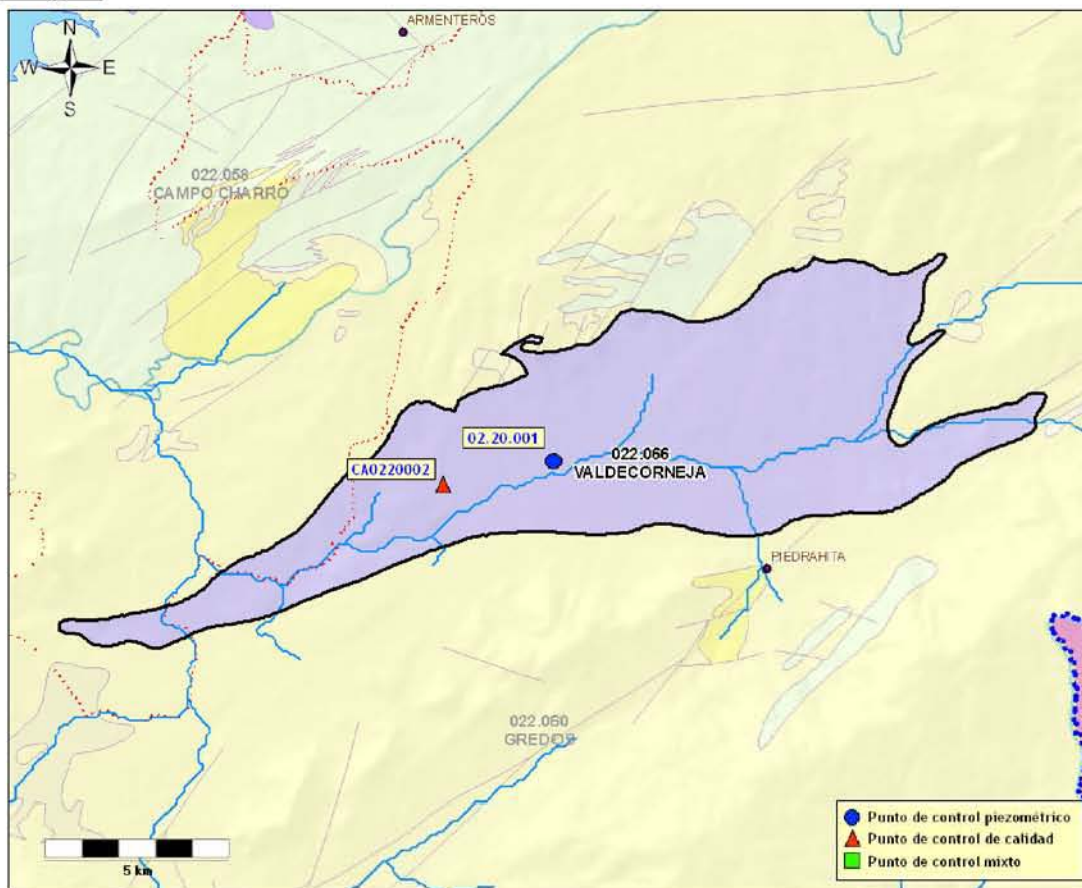 ARMENTEROS
N
W E
S
022.058
CAMPO CHARRO
02.20.001
CA0220002
022.066
VALDECORNEJA
PIEDRAHITA
022.060
GREDOS
5 km
Punto de control piezométrico
Punto de control de calidad
Punto de control mixto